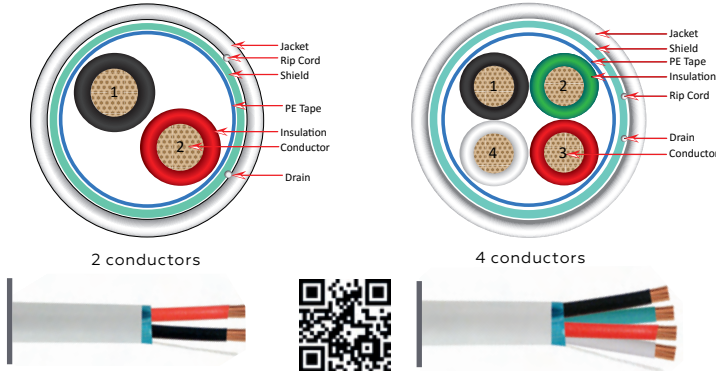 Jacket
Rip Cord
Shield
PE Tape
Insulation
Conductor
Drain
1
2
2 conductors
Jacket
Shield
PE Tape
Insulation
Rip Cord
Drain
Conductor
1
2
4
3
4 conductors